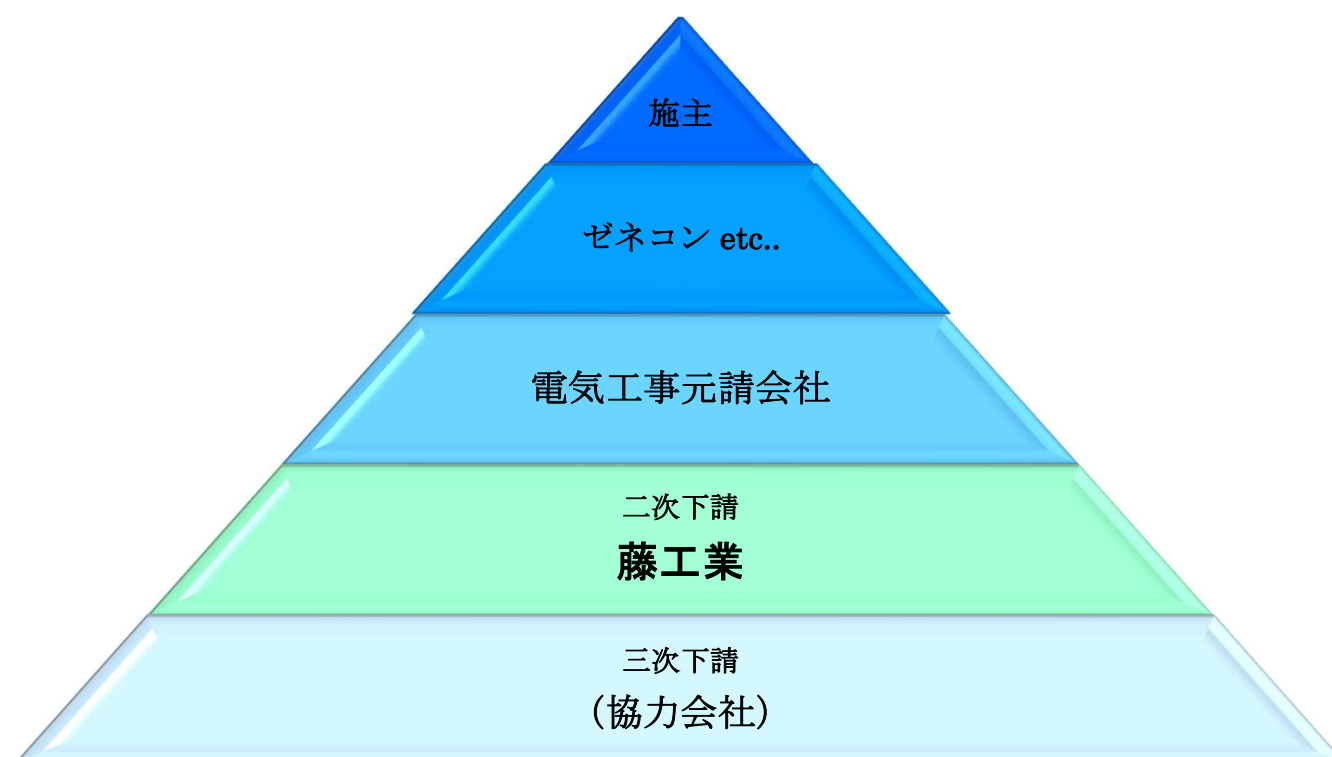 施主
ゼネコン etc..
電気工事元請会社
二次下請
藤工業
三次下請
（協力会社）